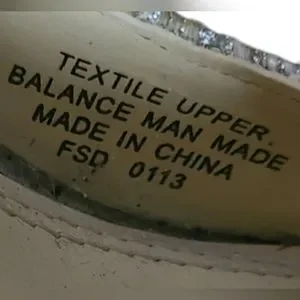 TEXTILE UPPER.
BALANCE MAN MADE
MADE IN CHINA
FSD 0113